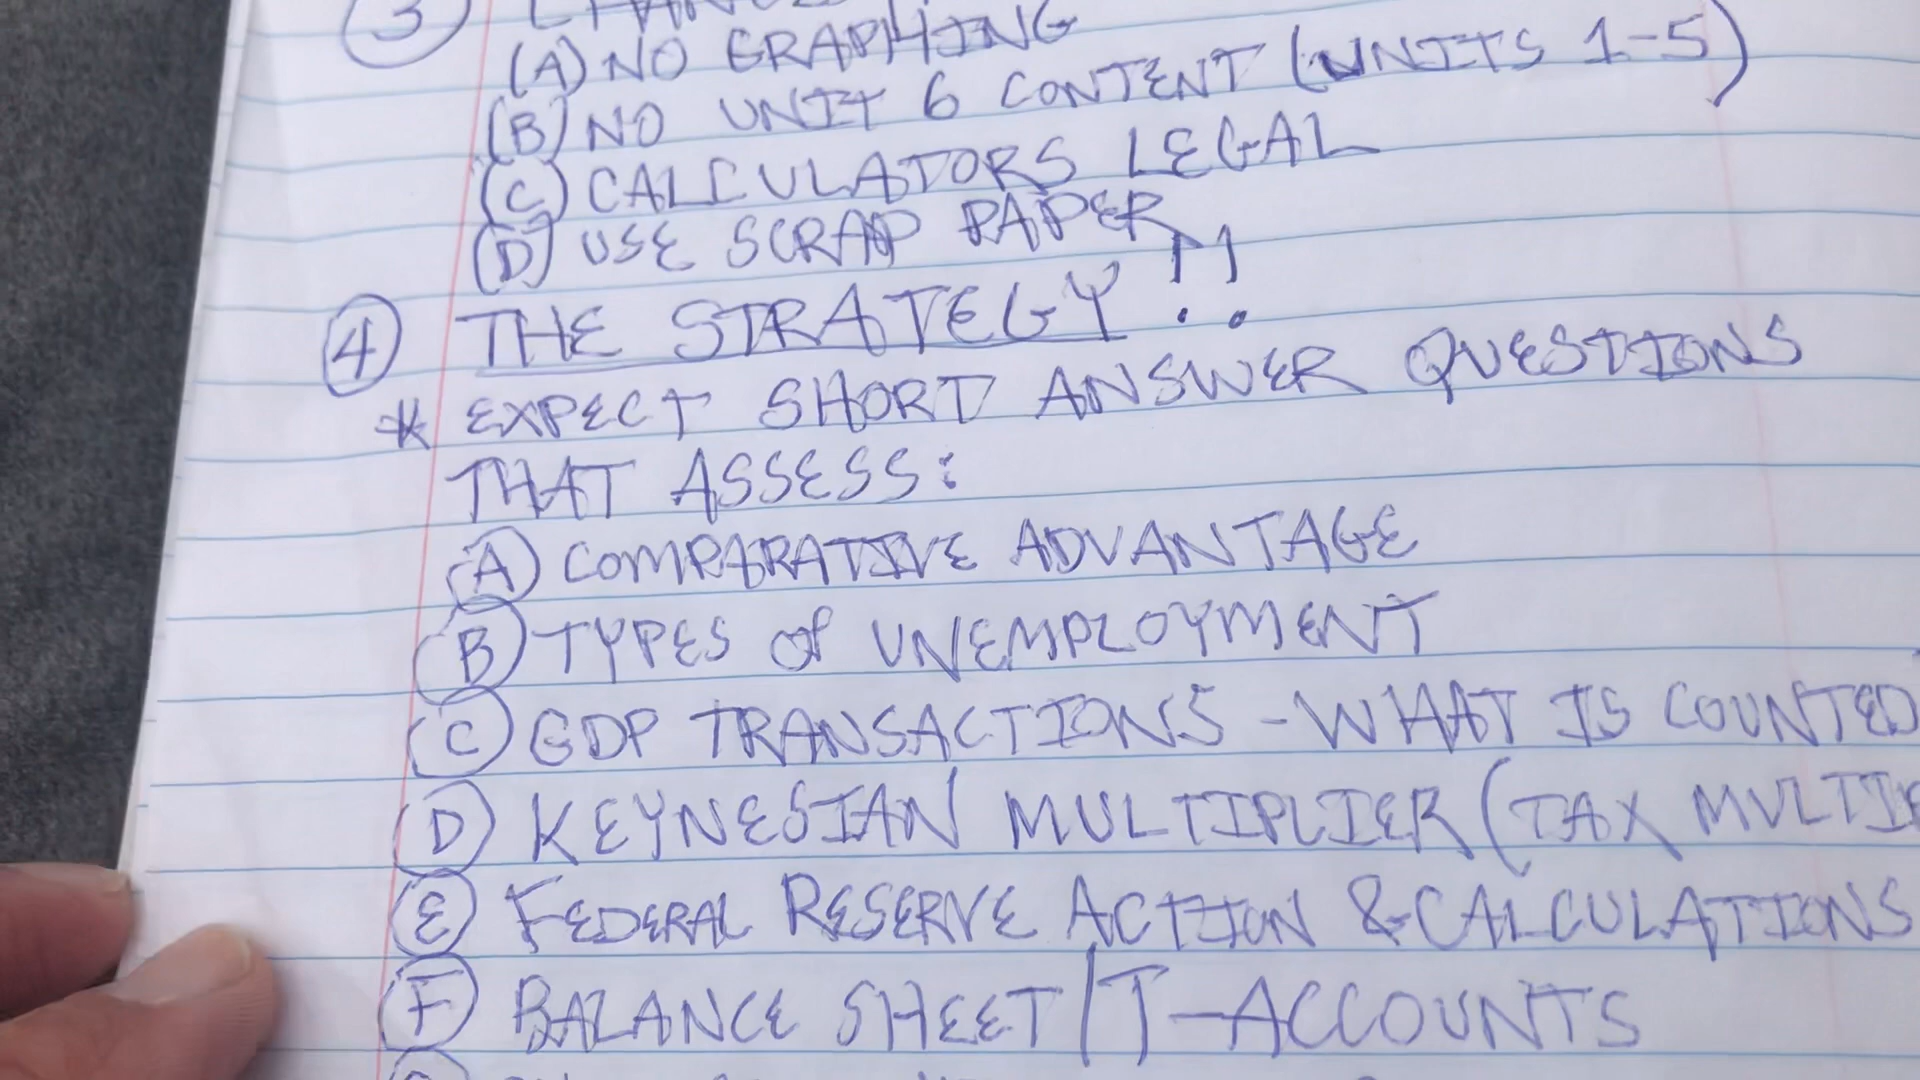 3
(A) NO GRAPHING
(B) NO UNIT 6 CONTENT (UNITS 1-5)
(C) CALCULATORS LEGAL
(D) USE SCRAP PAPER
4 THE STRATEGY!!
* EXPECT SHORT ANSWER QUESTIONS
THAT ASSESS:
A COMPARATIVE ADVANTAGE
B TYPES of UNEMPLOYMENT
C GDP TRANSACTIONS - WHAT IS COUNTED
D KEYNESIAN MULTIPLIER (TAX
E FEDERAL RESERVE ACTION & CALCULATIONS
F BALANCE SHEET/T-ACCOUNTS